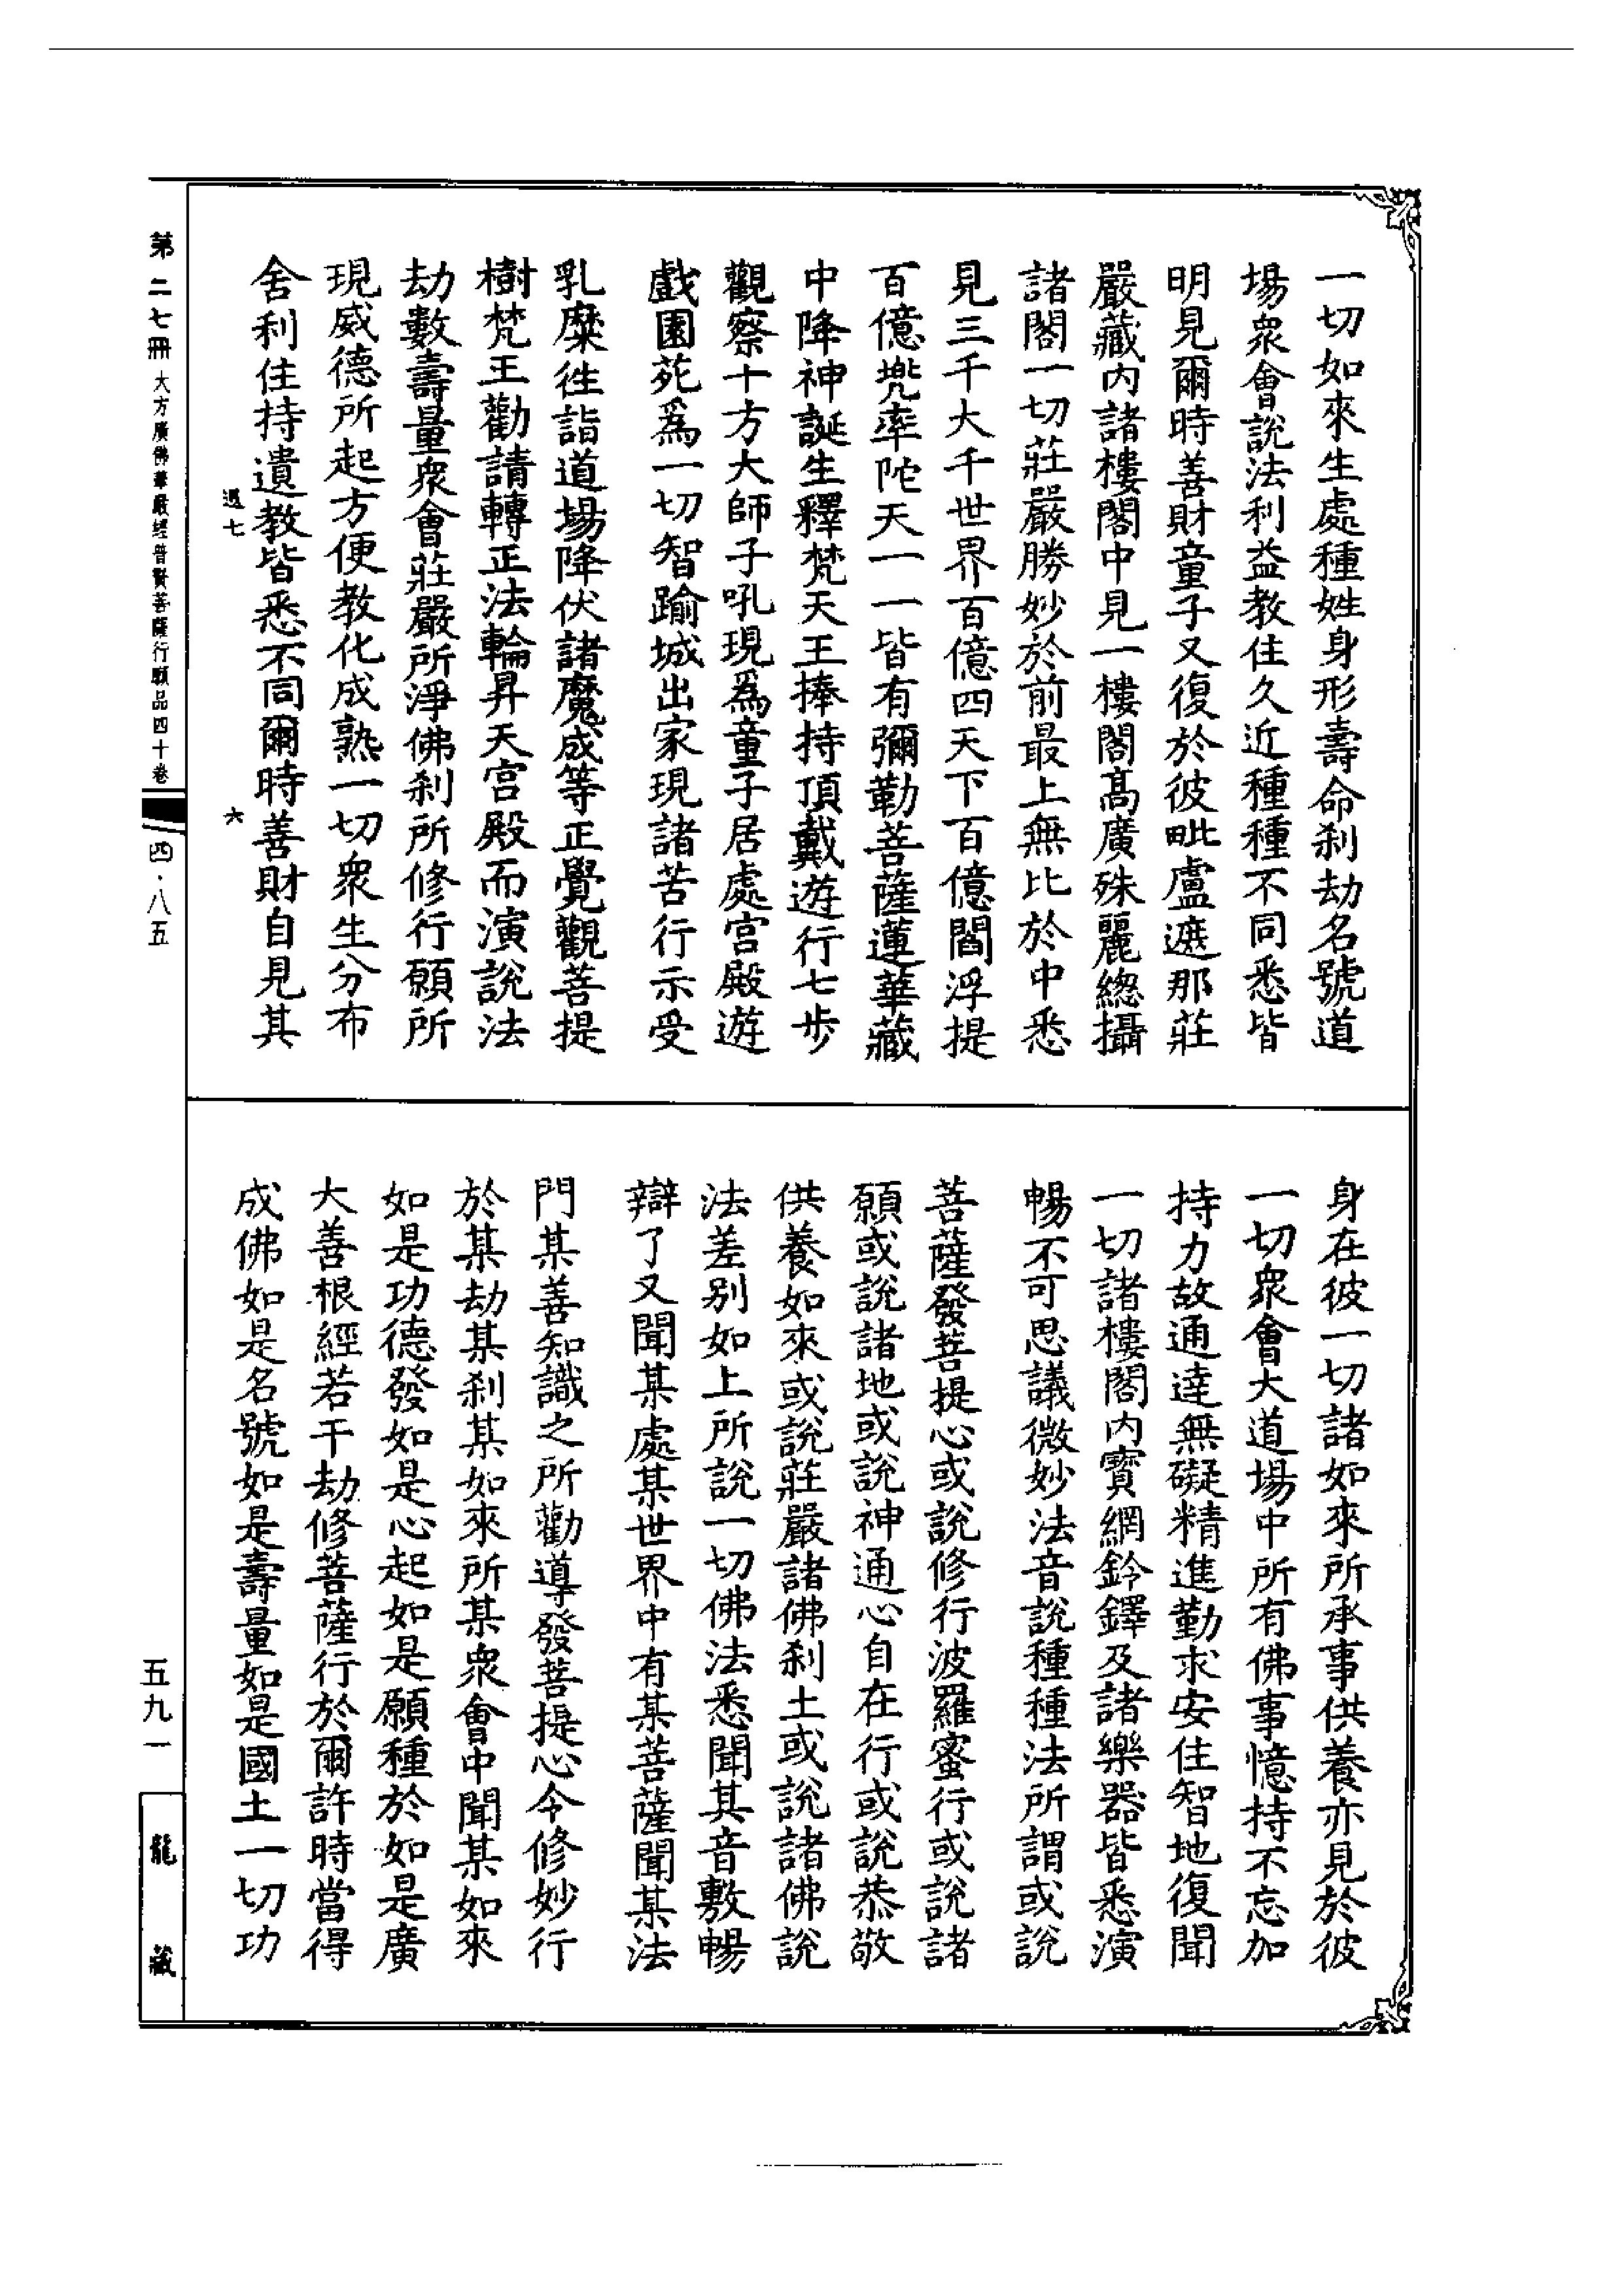 一切如來生處種姓身形壽命刹劫名號道
場衆會說法利益教住久近種種不同悉皆
明見爾時善財童子又復於彼毗盧遮那莊
嚴藏內諸樓閣中見一樓閣髙廣殊麗緫攝
諸閣一切莊嚴勝妙於前最上無比於中悉
見三千大千世界百億四天下百億閻浮提
百億兠率陀天一一皆有彌勒菩薩蓮華藏
中降神誕生釋梵天王捧持頂戴遊行七步
觀察十方大師子吼現爲童子居處宫殿遊
戲園苑爲一切智踰城出家現諸苦行示受
乳糜徃詣道場降伏諸魔成等正覺觀菩提
樹梵王勸請轉正法輪昇天宫殿而演說法
劫數壽量衆會莊嚴所淨佛刹所修行願所
現威德所起方便教化成熟一切衆生分布
舍利住持遺教皆悉不同爾時善財自見其
身在彼一切諸如來所承事供養亦見於彼
一切衆會大道場中所有佛事憶持不忘加
持力故通達無礙精進勤求安住智地復聞
一切諸樓閣內寶網鈴鐸及諸樂器皆悉演
暢不可思議微妙法音說種種法所謂或說
菩薩發菩提心或說修行波羅蜜行或說諸
願或說諸地或說神通心自在行或說恭敬
供養如來或說莊嚴諸佛刹土或說諸佛說
法差别如上所說一切佛法悉聞其音敷暢
辯了又聞某處某世界中有某菩薩聞某法
門某善知識之所勸導發菩提心令修妙行
於某劫某刹某如來所某衆會中聞某如來
如是功德發如是心起如是願種於如是廣
大善根經若干劫修菩薩行於爾許時當得
成佛如是名號如是壽量如是國土一切功
遐七
六
第二七冊 大方廣佛華嚴經普賢菩薩行願品四十卷
四·八五
五九一
龍藏